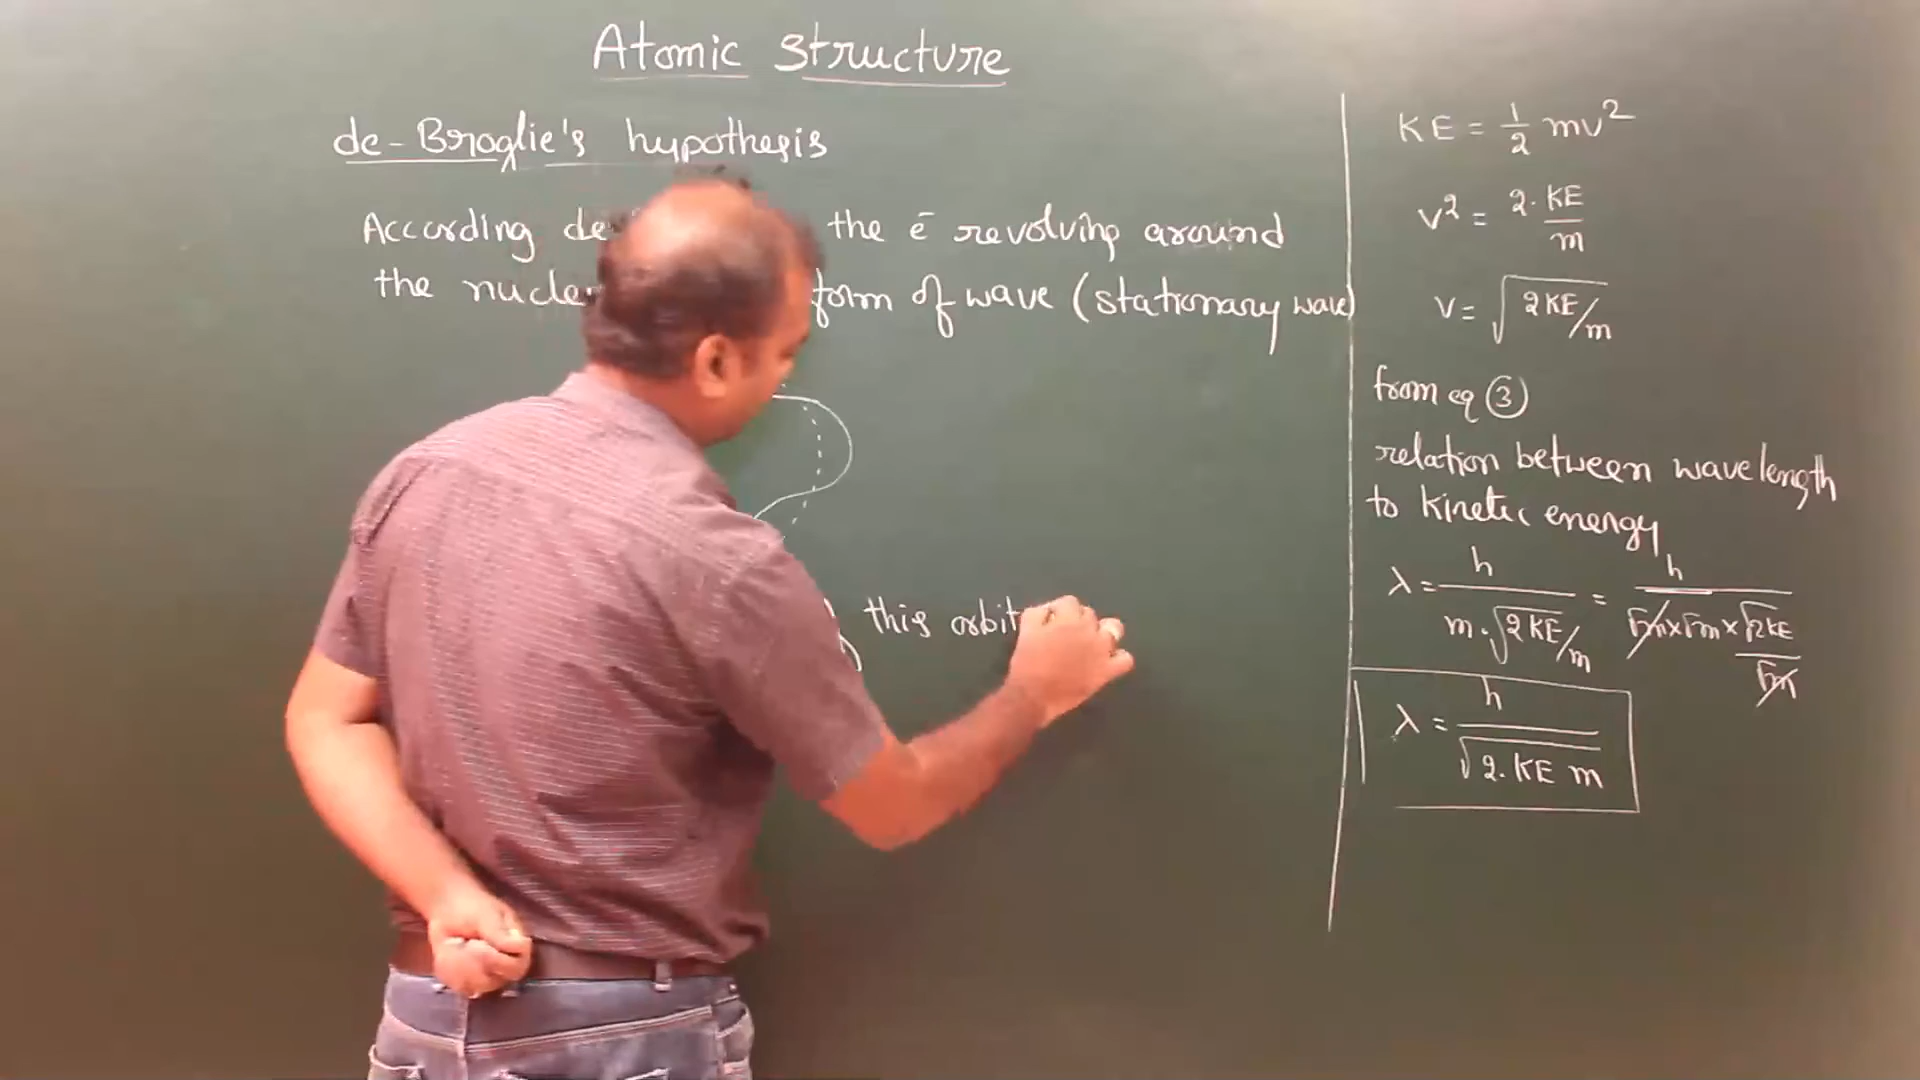 Atomic Structure
de-Broglie's hypothesis
According the ē revolving around
the form of wave (stationary wave)
this orbit
KE = 1/2 mv²
v² = 2·KE/m
v = √2KE/m
from eq ③
relation between wavelength
to kinetic energy
λ = h/m·√2KE/m = h/√m×√m×√2KE/√m
λ = h/√2·KE m